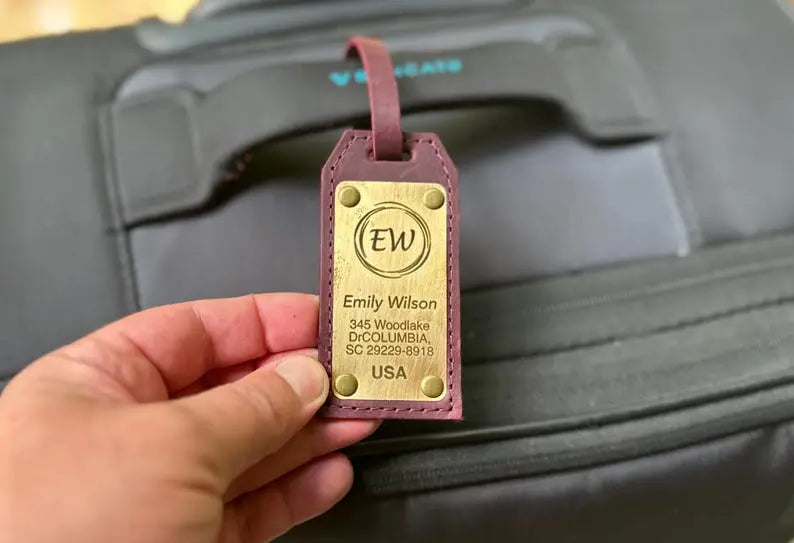 EW
Emily Wilson
345 Woodlake
DrCOLUMBIA,
SC 29229-8918
USA